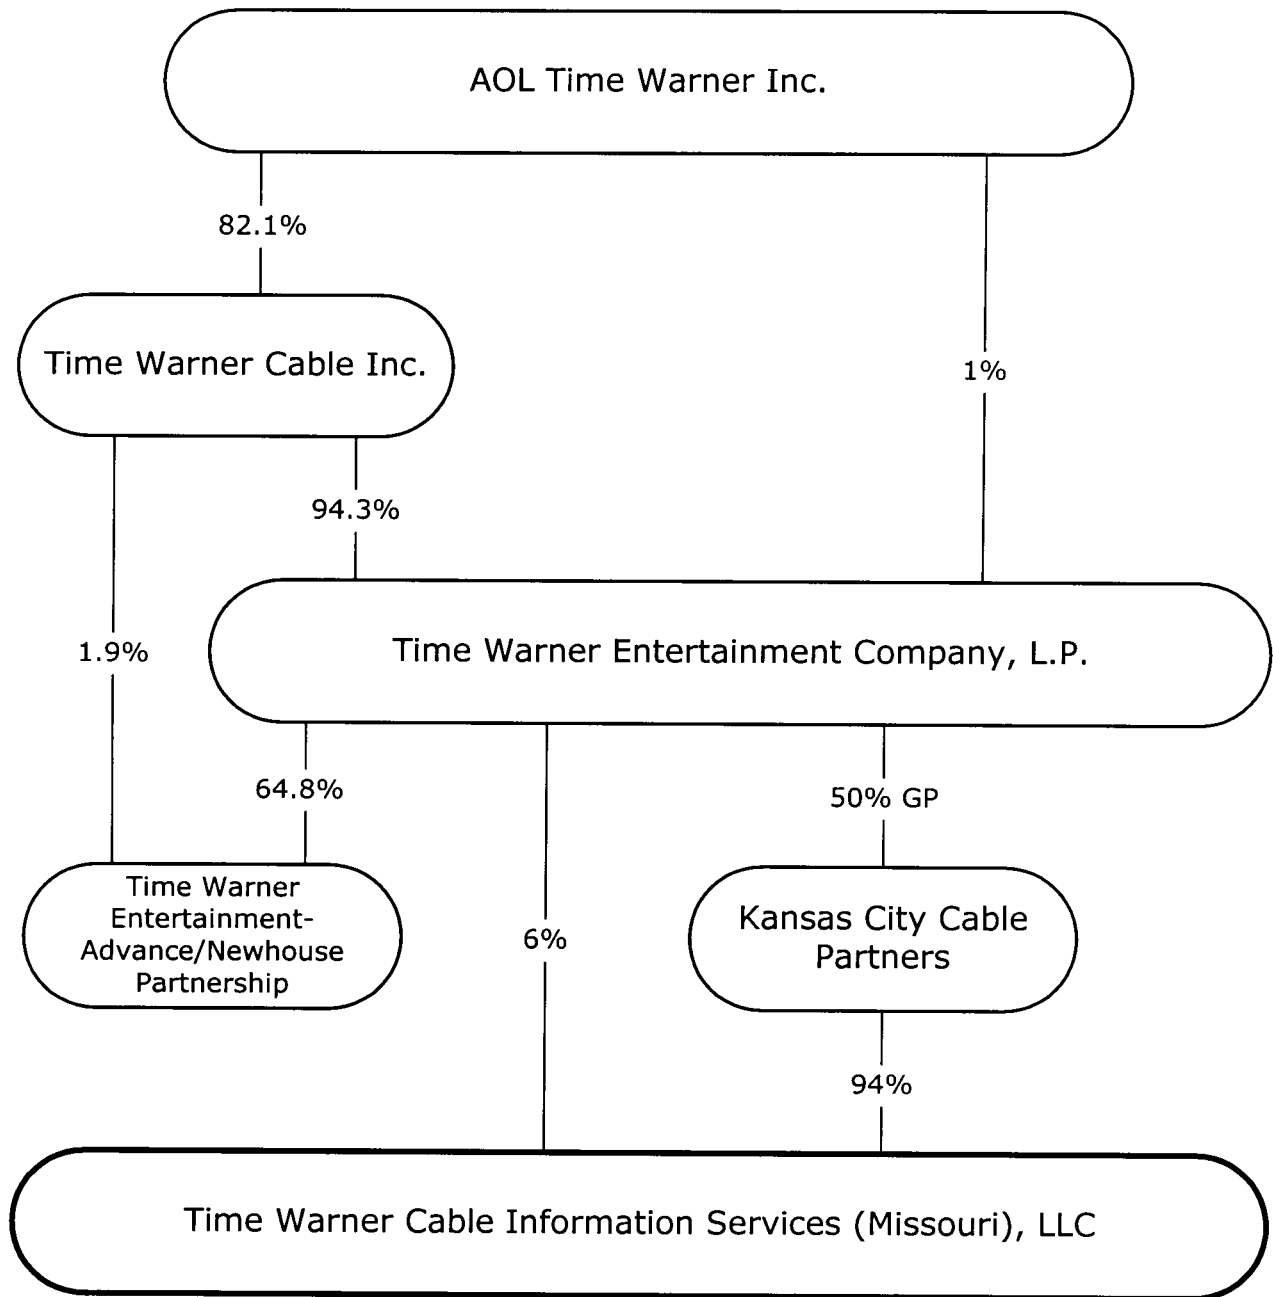 AOL Time Warner Inc.
82.1%
Time Warner Cable Inc.
1%
94.3%
1.9%
Time Warner Entertainment Company, L.P.
64.8%
50% GP
Time Warner
Entertainment-
Advance/Newhouse
Partnership
6%
Kansas City Cable
Partners
94%
Time Warner Cable Information Services (Missouri), LLC